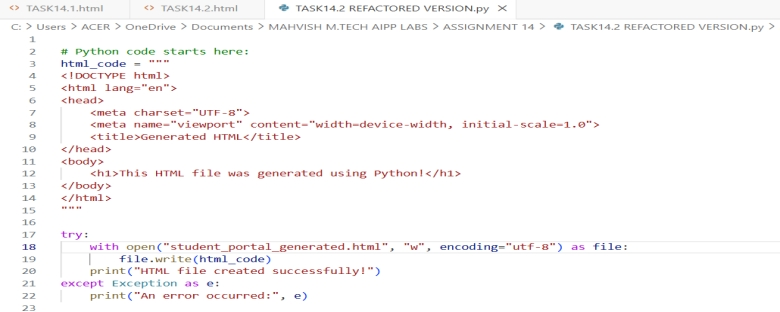 TASK14.1.html TASK14.2.html TASK14.2 REFACTORED VERSION.py ×
C: > Users > ACER > OneDrive > Documents > MAHVISH M.TECH AIPP LABS > ASSIGNMENT 14 > TASK14.2 REFACTORED VERSION.py >
1
2 # Python code starts here:
3 html_code = """
4 <!DOCTYPE html>
5 <html lang="en">
6 <head>
7     <meta charset="UTF-8">
8     <meta name="viewport" content="width=device-width, initial-scale=1.0">
9     <title>Generated HTML</title>
10 </head>
11 <body>
12     <h1>This HTML file was generated using Python!</h1>
13 </body>
14 </html>
15 """
16
17 try:
18     with open("student_portal_generated.html", "w", encoding="utf-8") as file:
19         file.write(html_code)
20     print("HTML file created successfully!")
21 except Exception as e:
22     print("An error occurred:", e)
23